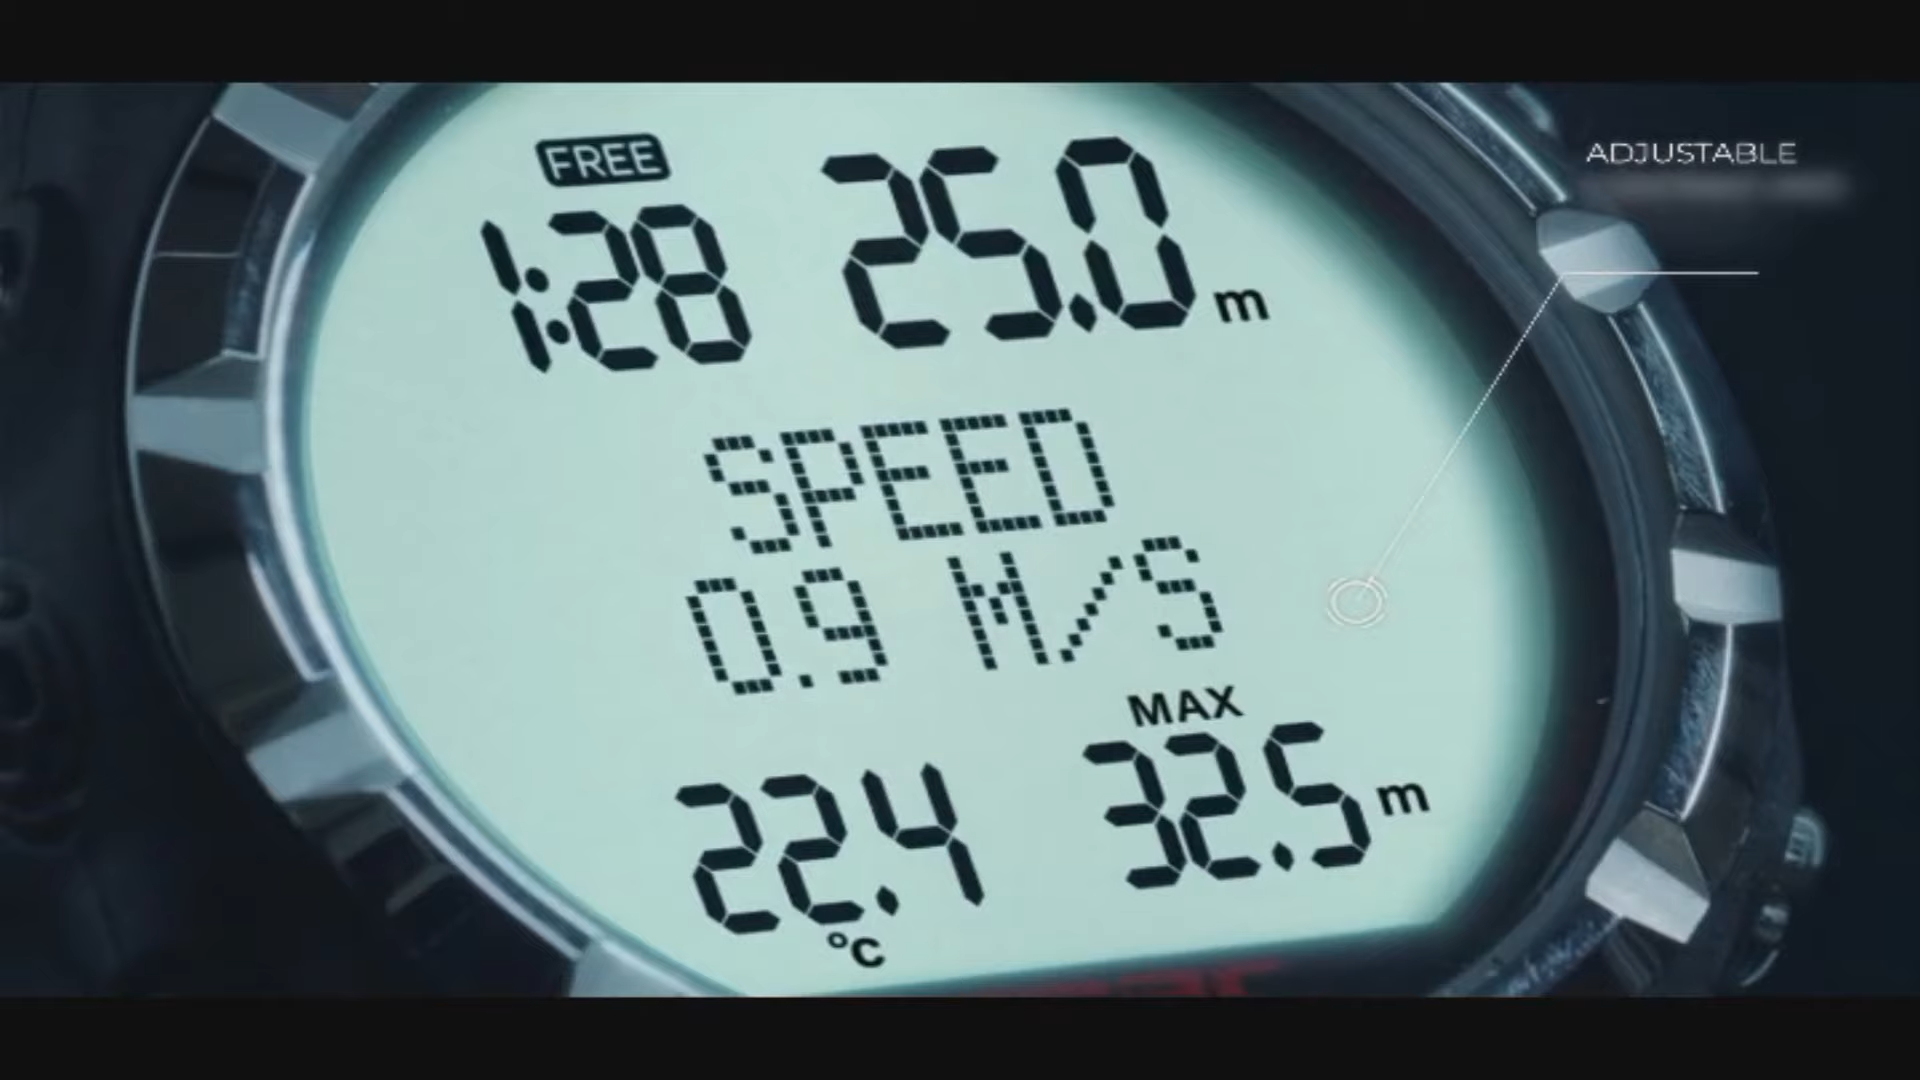 FREE
1:28 25.0 m
SPEED
0.9 M/S
MAX
22.4 32.5 m
°C
ADJUSTABLE